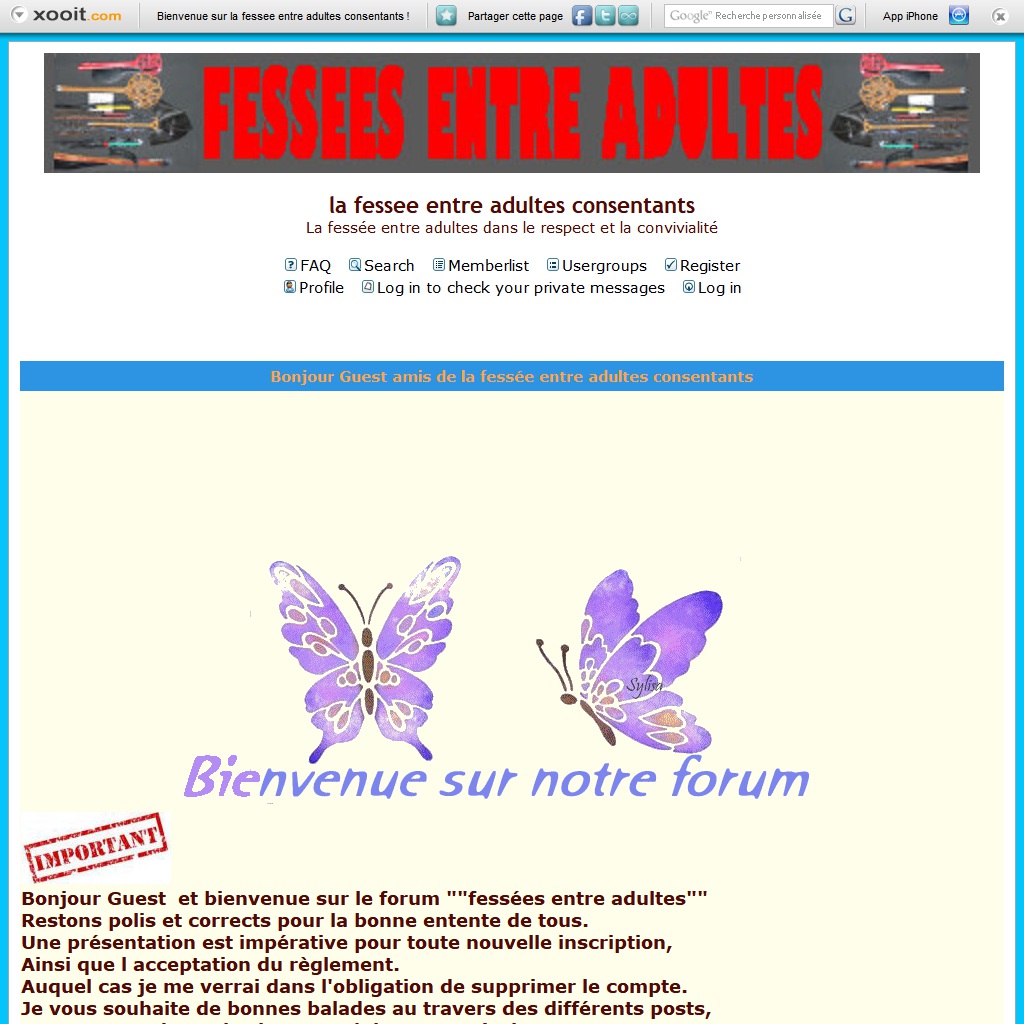 xooit.com Bienvenue sur la fessee entre adultes consentants ! Partager cette page Google™ Recherche personnalisée G App iPhone
FESSEES ENTRE ADULTES
la fessee entre adultes consentants
La fessée entre adultes dans le respect et la convivialité
FAQ Search Memberlist Usergroups Register
Profile Log in to check your private messages Log in
Bonjour Guest amis de la fessée entre adultes consentants
Sylisa
Bienvenue sur notre forum
IMPORTANT
Bonjour Guest et bienvenue sur le forum ""fessées entre adultes""
Restons polis et corrects pour la bonne entente de tous.
Une présentation est impérative pour toute nouvelle inscription,
Ainsi que l acceptation du règlement.
Auquel cas je me verrai dans l'obligation de supprimer le compte.
Je vous souhaite de bonnes balades au travers des différents posts,